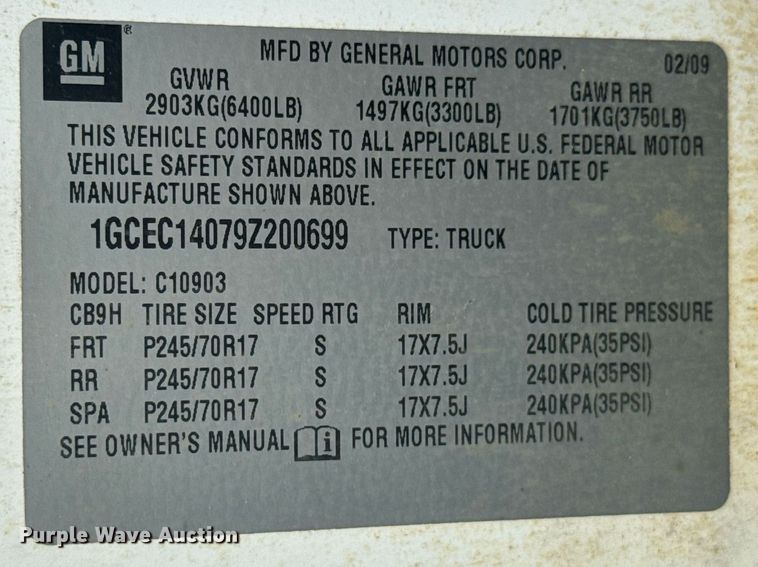 GM
MFD BY GENERAL MOTORS CORP. 02/09
GVWR GAWR FRT GAWR RR
2903KG(6400LB) 1497KG(3300LB) 1701KG(3750LB)
THIS VEHICLE CONFORMS TO ALL APPLICABLE U.S. FEDERAL MOTOR
VEHICLE SAFETY STANDARDS IN EFFECT ON THE DATE OF
MANUFACTURE SHOWN ABOVE.
1GCEC14079Z200699 TYPE: TRUCK
MODEL: C10903
CB9H TIRE SIZE SPEED RTG RIM COLD TIRE PRESSURE
FRT P245/70R17 S 17X7.5J 240KPA(35PSI)
RR P245/70R17 S 17X7.5J 240KPA(35PSI)
SPA P245/70R17 S 17X7.5J 240KPA(35PSI)
SEE OWNER'S MANUAL i FOR MORE INFORMATION.
Purple Wave Auction